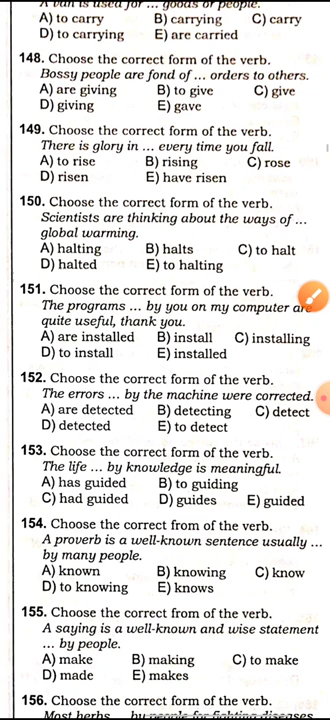 A van is used for ... goods or people.
A) to carry B) carrying C) carry
D) to carrying E) are carried
148. Choose the correct form of the verb.
Bossy people are fond of ... orders to others.
A) are giving B) to give C) give
D) giving E) gave
149. Choose the correct form of the verb.
There is glory in ... every time you fall.
A) to rise B) rising C) rose
D) risen E) have risen
150. Choose the correct form of the verb.
Scientists are thinking about the ways of ...
global warming.
A) halting B) halts C) to halt
D) halted E) to halting
151. Choose the correct form of the verb.
The programs ... by you on my computer are
quite useful, thank you.
A) are installed B) install C) installing
D) to install E) installed
152. Choose the correct form of the verb.
The errors ... by the machine were corrected.
A) are detected B) detecting C) detect
D) detected E) to detect
153. Choose the correct form of the verb.
The life ... by knowledge is meaningful.
A) has guided B) to guiding
C) had guided D) guides E) guided
154. Choose the correct from of the verb.
A proverb is a well-known sentence usually ...
by many people.
A) known B) knowing C) know
D) to knowing E) knows
155. Choose the correct from of the verb.
A saying is a well-known and wise statement
... by people.
A) make B) making C) to make
D) made E) makes
156. Choose the correct form of the verb.
Most herbs ... by people for fighting diseases